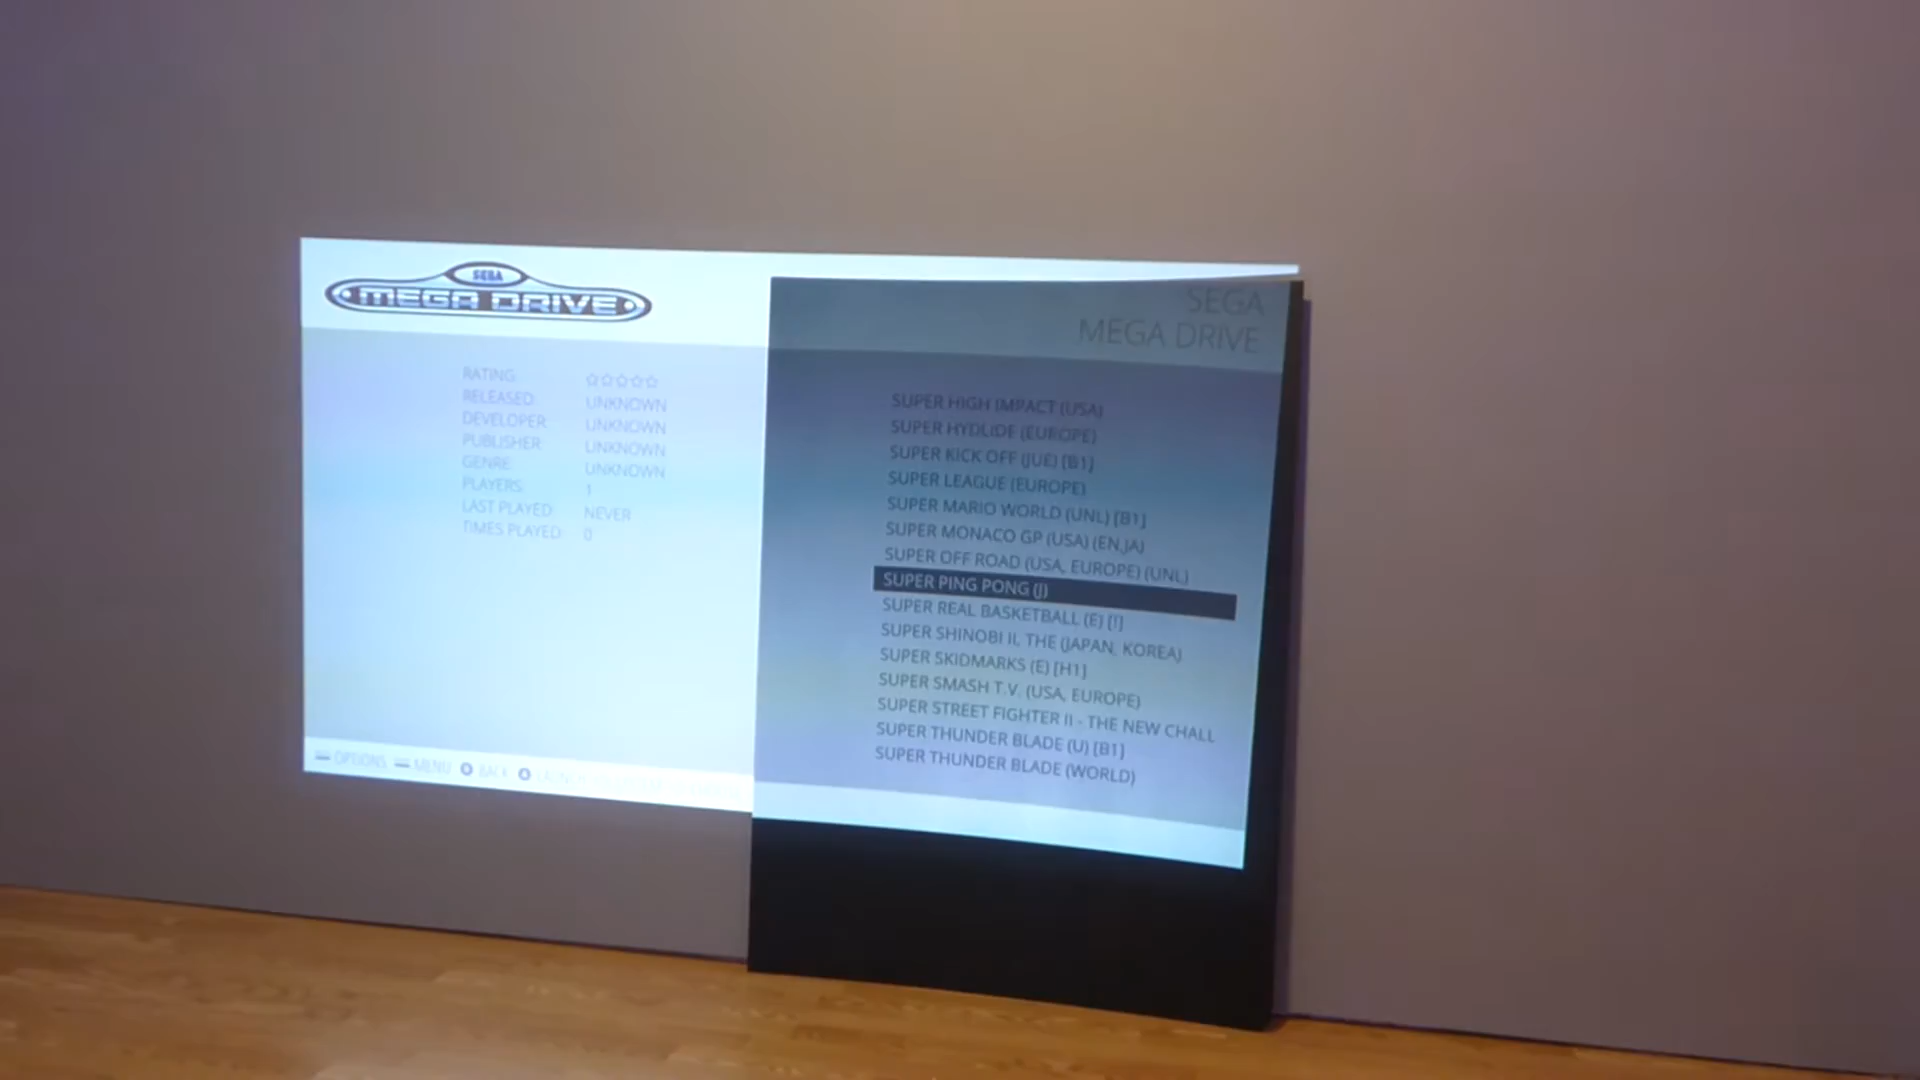 SEGA
MEGA DRIVE
SEGA
MEGA DRIVE
RATING:
RELEASED: UNKNOWN
DEVELOPER: UNKNOWN
PUBLISHER: UNKNOWN
GENRE: UNKNOWN
PLAYERS: 1
LAST PLAYED: NEVER
TIMES PLAYED: 0
SUPER HIGH IMPACT (USA)
SUPER HYDLIDE (EUROPE)
SUPER KICK OFF (JUE) [B1]
SUPER LEAGUE (EUROPE)
SUPER MARIO WORLD (UNL) [B1]
SUPER MONACO GP (USA) (EN,JA)
SUPER OFF ROAD (USA, EUROPE) (UNL)
SUPER PING PONG (J)
SUPER REAL BASKETBALL (E) [!]
SUPER SHINOBI II, THE (JAPAN, KOREA)
SUPER SKIDMARKS (E) [H1]
SUPER SMASH T.V. (USA, EUROPE)
SUPER STREET FIGHTER II - THE NEW CHALL
SUPER THUNDER BLADE (U) [B1]
SUPER THUNDER BLADE (WORLD)
OPTIONS MENU BACK LAUNCH